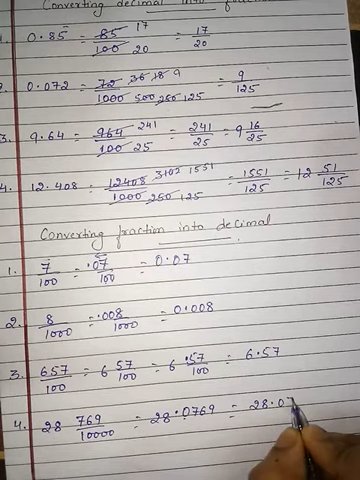 Converting decimal into
1. 0.85 = 85/100 17/20 = 17/20
2. 0.072 = 72/1000 36/500 18/250 9/125 = 9/125
3. 9.64 = 964/100 241/25 = 241/25 = 9 16/25
4. 12.408 = 12408/1000 3102/250 1551/125 = 1551/125 = 12 51/125
Converting fraction into decimal
1. 7/100 = .07/100 = 0.07
2. 8/1000 = .008/1000 = 0.008
3. 657/100 = 6 57/100 = 6 .57/100 = 6.57
4. 28 769/10000 = 28.0769 = 28.07